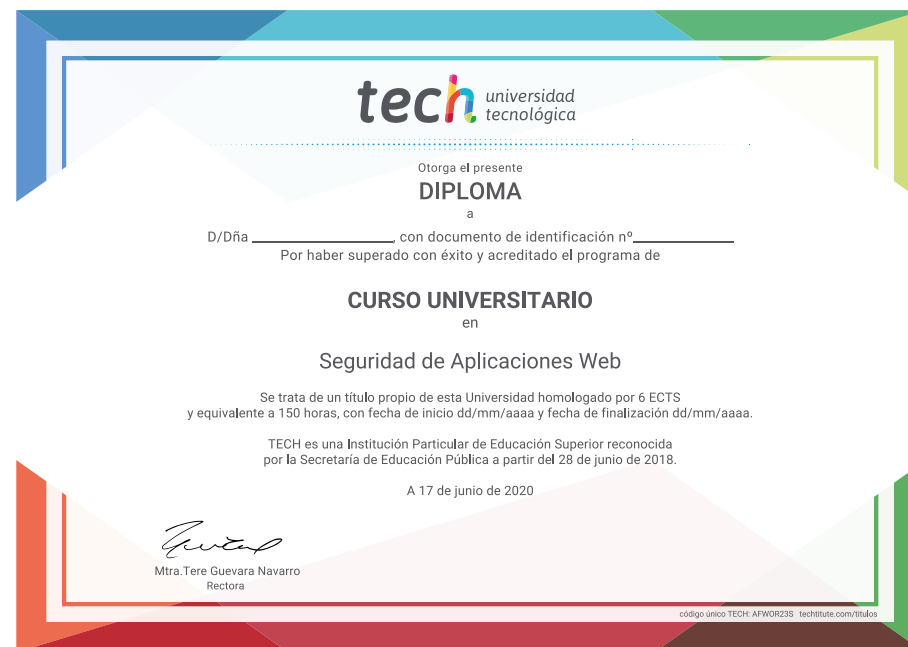 tech universidad
tecnológica
Otorga el presente
DIPLOMA
a
D/Dña ____________________, con documento de identificación nº______________
Por haber superado con éxito y acreditado el programa de
CURSO UNIVERSITARIO
en
Seguridad de Aplicaciones Web
Se trata de un título propio de esta Universidad homologado por 6 ECTS
y equivalente a 150 horas, con fecha de inicio dd/mm/aaaa y fecha de finalización dd/mm/aaaa.
TECH es una Institución Particular de Educación Superior reconocida
por la Secretaría de Educación Pública a partir del 28 de junio de 2018.
A 17 de junio de 2020
Mtra.Tere Guevara Navarro
Rectora
código único TECH: AFWOR23S techtitute.com/titulos